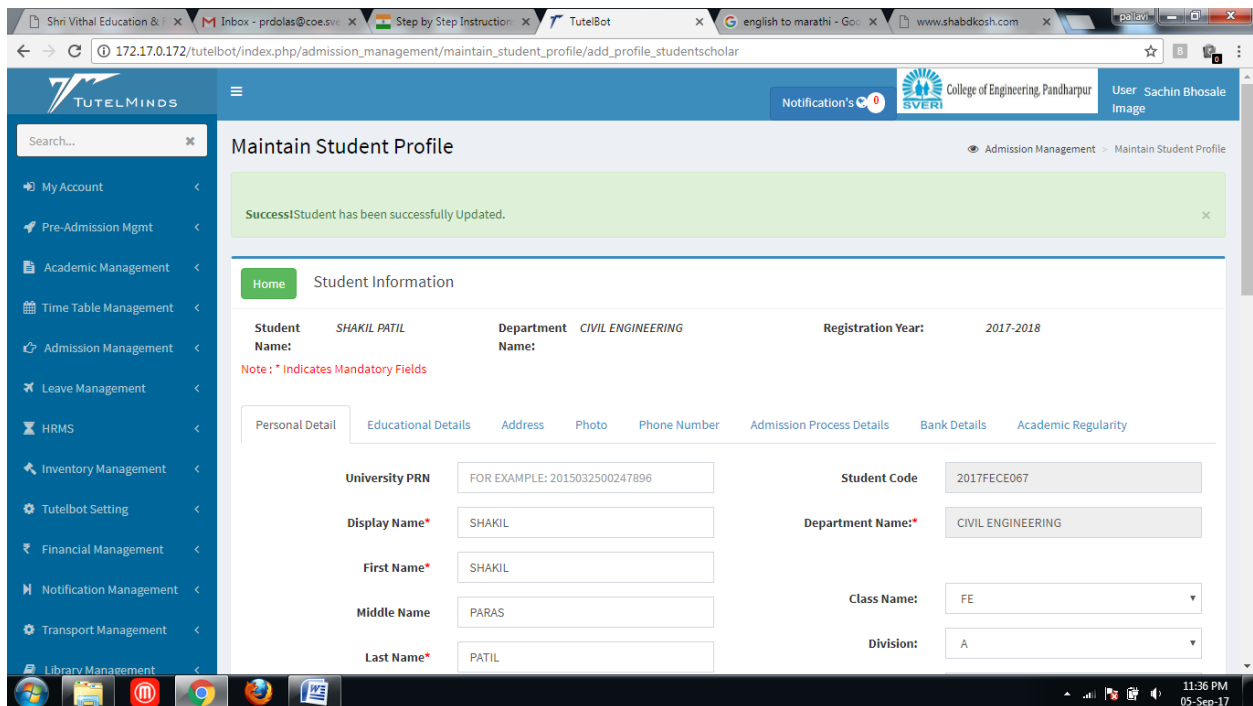 Shri Vithal Education & R
Inbox - prdolas@coe.sve
Step by Step Instruction
TutelBot
english to marathi - Goo
www.shabdkosh.com
pallavi
172.17.0.172/tutelbot/index.php/admission_management/maintain_student_profile/add_profile_studentscholar
TUTELMINDS
Notification's 0
SVERI
College of Engineering, Pandharpur
User Sachin Bhosale
Image
Search...
Maintain Student Profile
Admission Management > Maintain Student Profile
My Account
Success!Student has been successfully Updated.
×
Pre-Admission Mgmt
Academic Management
Home Student Information
Time Table Management
Student Name: SHAKIL PATIL Department Name: CIVIL ENGINEERING Registration Year: 2017-2018
Admission Management
Note : * Indicates Mandatory Fields
Leave Management
Personal Detail Educational Details Address Photo Phone Number Admission Process Details Bank Details Academic Regularity
HRMS
Inventory Management
University PRN FOR EXAMPLE: 2015032500247896 Student Code 2017FECE067
Tutelbot Setting
Display Name* SHAKIL Department Name:* CIVIL ENGINEERING
Financial Management
First Name* SHAKIL
Notification Management
Class Name: FE
Middle Name PARAS
Transport Management
Division: A
Last Name* PATIL
Library Management
11:36 PM
05-Sep-17